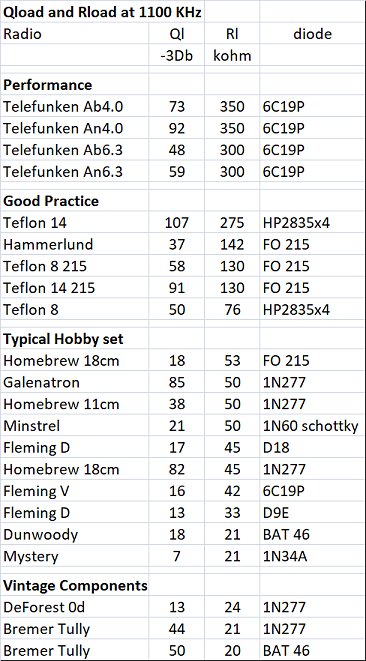 Qload and Rload at 1100 KHz
Radio Ql Rl diode
-3Db kohm
Performance
Telefunken Ab4.0 73 350 6C19P
Telefunken An4.0 92 350 6C19P
Telefunken Ab6.3 48 300 6C19P
Telefunken An6.3 59 300 6C19P
Good Practice
Teflon 14 107 275 HP2835x4
Hammerlund 37 142 FO 215
Teflon 8 215 58 130 FO 215
Teflon 14 215 91 130 FO 215
Teflon 8 50 76 HP2835x4
Typical Hobby set
Homebrew 18cm 18 53 FO 215
Galenatron 85 50 1N277
Homebrew 11cm 38 50 1N277
Minstrel 21 50 1N60 schottky
Fleming D 17 45 D18
Homebrew 18cm 82 45 1N277
Fleming V 16 42 6C19P
Fleming D 13 33 D9E
Dunwoody 18 21 BAT 46
Mystery 7 21 1N34A
Vintage Components
DeForest 0d 13 24 1N277
Bremer Tully 44 21 1N277
Bremer Tully 50 20 BAT 46